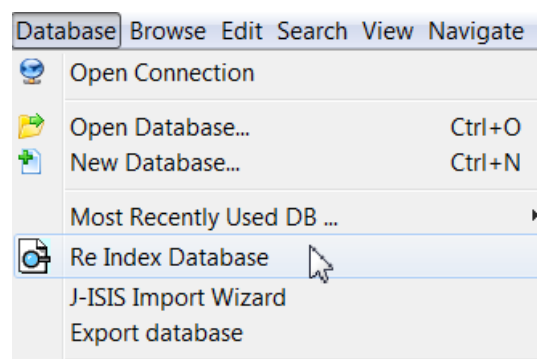 Database Browse Edit Search View Navigate
Open Connection
Open Database... Ctrl+O
New Database... Ctrl+N
Most Recently Used DB ...
Re Index Database
J-ISIS Import Wizard
Export database